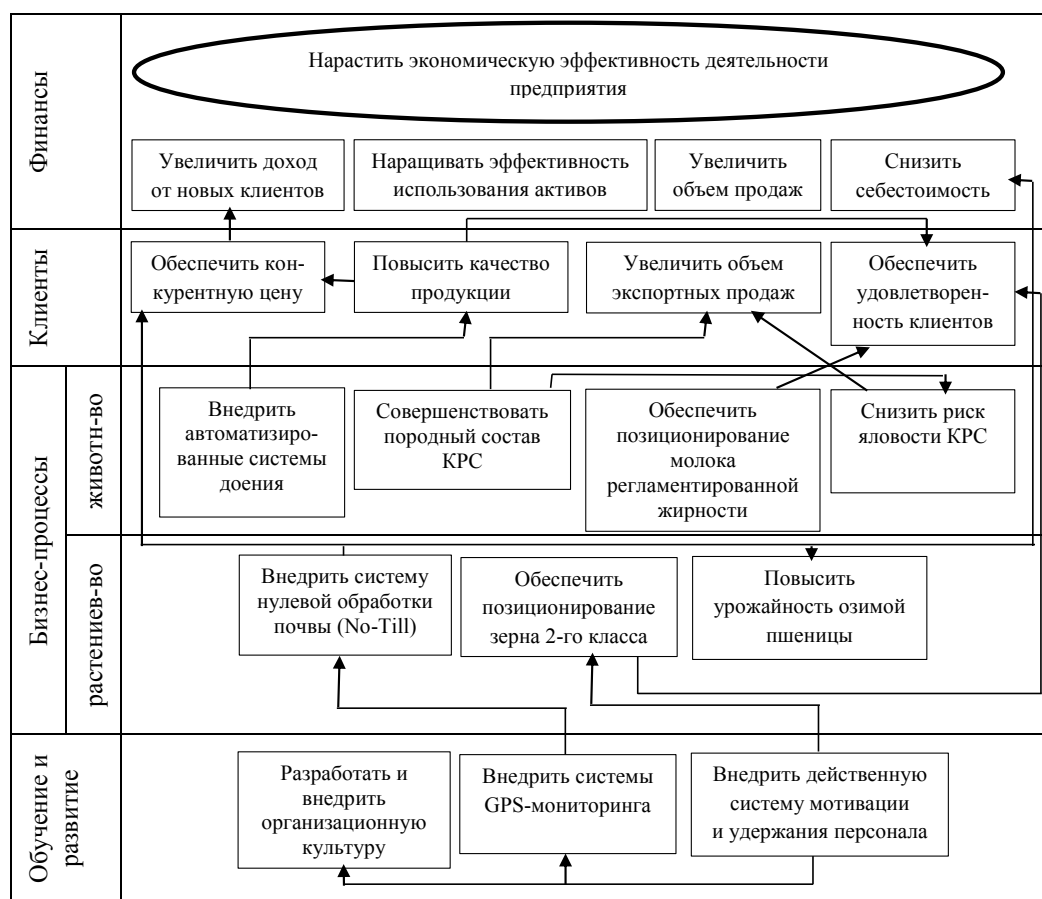 Финансы
Нарастить экономическую эффективность деятельности
предприятия
Увеличить доход
от новых клиентов
Наращивать эффективность
использования активов
Увеличить
объем продаж
Снизить
себестоимость
Клиенты
Обеспечить кон-
курентную цену
Повысить качество
продукции
Увеличить объем
экспортных продаж
Обеспечить
удовлетворен-
ность клиентов
Бизнес-процессы
животн-во
Внедрить
автоматизиро-
ванные системы
доения
Совершенствовать
породный состав
КРС
Обеспечить
позиционирование
молока
регламентированной
жирности
Снизить риск
яловости КРС
растениев-во
Внедрить систему
нулевой обработки
почвы (No-Till)
Обеспечить
позиционирование
зерна 2-го класса
Повысить
урожайность озимой
пшеницы
Обучение и
развитие
Разработать и
внедрить
организационную
культуру
Внедрить системы
GPS-мониторинга
Внедрить действенную
систему мотивации
и удержания персонала